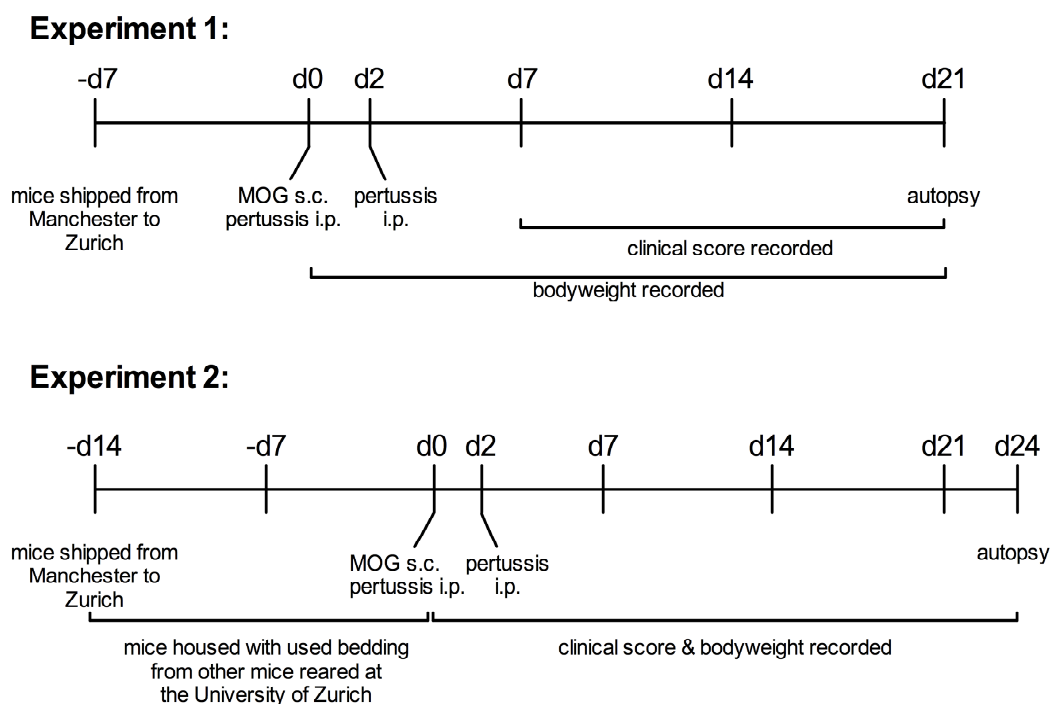 Experiment 1:
-d7 d0 d2 d7 d14 d21
mice shipped from
Manchester to
Zurich
MOG s.c.
pertussis i.p.
pertussis
i.p.
autopsy
clinical score recorded
bodyweight recorded
Experiment 2:
-d14 -d7 d0 d2 d7 d14 d21 d24
mice shipped from
Manchester to
Zurich
MOG s.c.
pertussis i.p.
pertussis
i.p.
autopsy
mice housed with used bedding
from other mice reared at
the University of Zurich
clinical score & bodyweight recorded